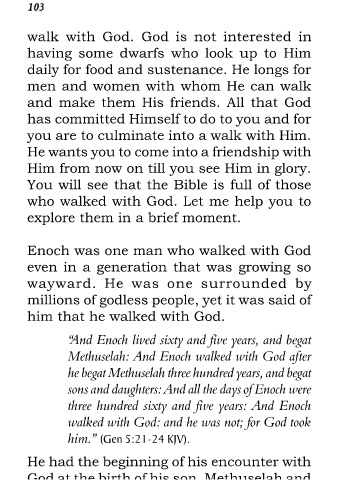 103
walk with God. God is not interested in
having some dwarfs who look up to Him
daily for food and sustenance. He longs for
men and women with whom He can walk
and make them His friends. All that God
has committed Himself to do to you and for
you are to culminate into a walk with Him.
He wants you to come into a friendship with
Him from now on till you see Him in glory.
You will see that the Bible is full of those
who walked with God. Let me help you to
explore them in a brief moment.
Enoch was one man who walked with God
even in a generation that was growing so
wayward. He was one surrounded by
millions of godless people, yet it was said of
him that he walked with God.
“And Enoch lived sixty and five years, and begat
Methuselah: And Enoch walked with God after
he begat Methuselah three hundred years, and begat
sons and daughters: And all the days of Enoch were
three hundred sixty and five years: And Enoch
walked with God: and he was not; for God took
him.” (Gen 5:21-24 KJV).
He had the beginning of his encounter with
God at the birth of his son, Methuselah and